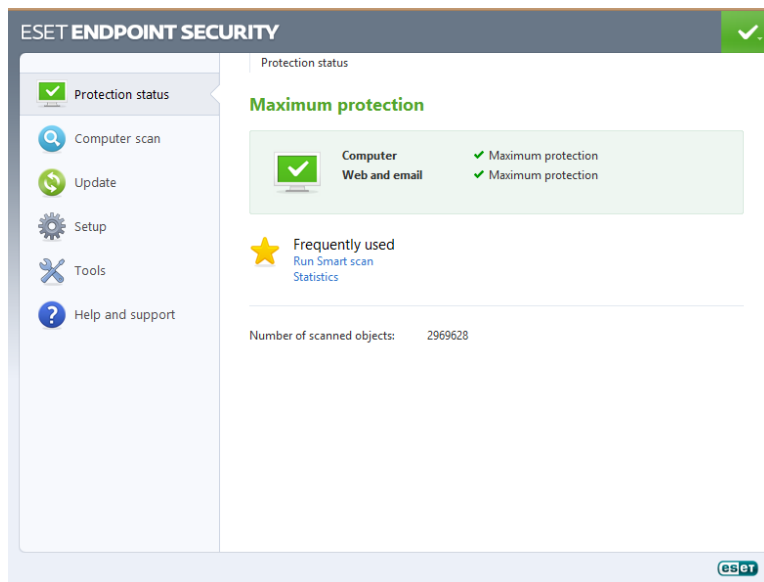 ESET ENDPOINT SECURITY
Protection status
Protection status
Computer scan
Update
Setup
Tools
Help and support
Maximum protection
Computer Maximum protection
Web and email Maximum protection
Frequently used
Run Smart scan
Statistics
Number of scanned objects: 2969628
eseT